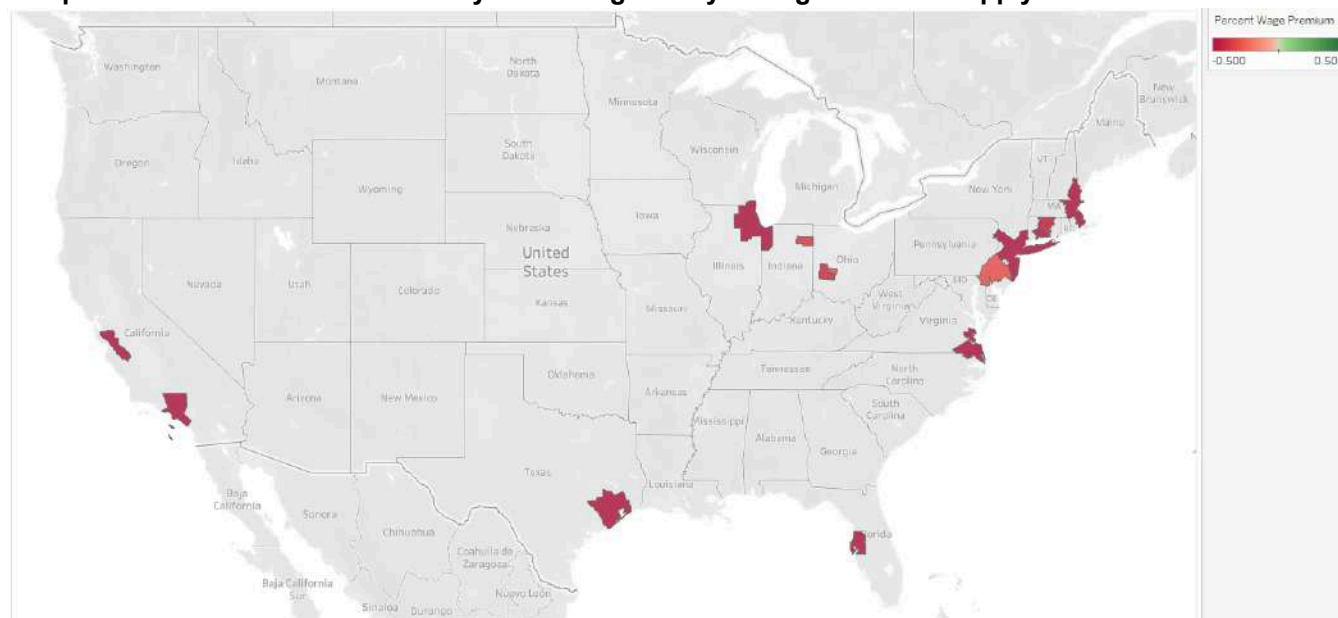 Percent Wage Premium
-0.500
Washington
Montana
North
Dakota
Minnesota
New
Brunswick
Maine
Oregon
Idaho
South
Dakota
Wisconsin
VT
Wyoming
Michigan
New York
MA
RI
Nebraska
Iowa
Pennsylvania
United
States
Illinois
Indiana
Ohio
Nevada
Utah
Colorado
Kansas
Missouri
West
Virginia
MD
DE
California
Kentucky
Virginia
Tennessee
North
Carolina
Arizona
New Mexico
Oklahoma
Arkansas
South
Carolina
Mississippi
Alabama
Georgia
Texas
Louisiana
Baja
California
Sonora
Chihuahua
Florida
Coahuila de
Zaragoza
Baja California
Sur
Sinaloa
Durango
Nuevo León